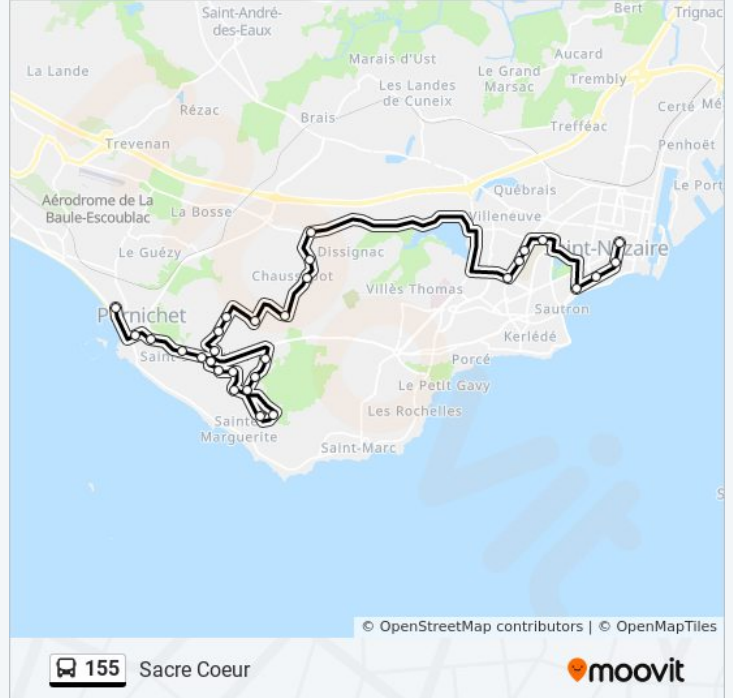 Saint-André-
des-Eaux
Bert
Trignac
Marais d'Ust
Aucard
La Lande
Le Grand
Marsac
Trembly
Les Landes
de Cuneix
Rézac
Brais
Certé
Mé
Trefféac
Trevenan
Penhoët
Aérodrome de La
Baule-Escoublac
Québrais
Le Port
La Bosse
Villeneuve
Saint-Nazaire
Le Guézy
Dissignac
Villès Thomas
Pornichet
Sautron
Kerlédé
Porcé
Le Petit Gavy
Les Rochelles
Sainte
Marguerite
Saint-Marc
© OpenStreetMap contributors | © OpenMapTiles
155 Sacre Coeur
moovit